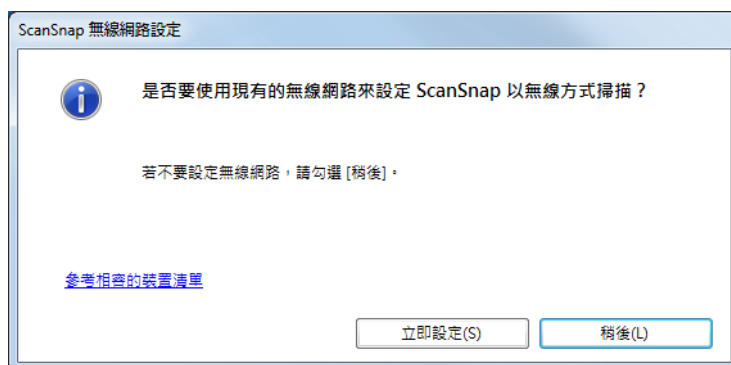 ScanSnap 無線網路設定
是否要使用現有的無線網路來設定 ScanSnap 以無線方式掃描？
若不要設定無線網路，請勾選 [稍後]。
參考相容的裝置清單
立即設定(S)
稍後(L)